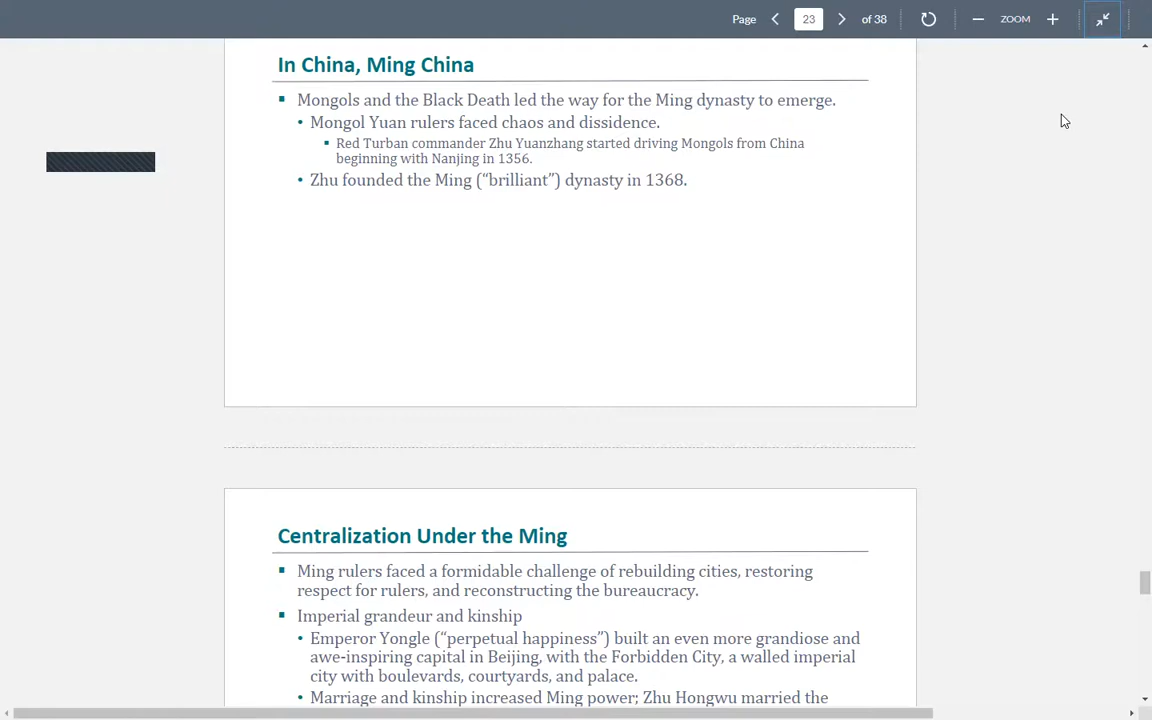 Page 23 of 38 ZOOM
In China, Ming China
▪ Mongols and the Black Death led the way for the Ming dynasty to emerge.
• Mongol Yuan rulers faced chaos and dissidence.
▪ Red Turban commander Zhu Yuanzhang started driving Mongols from China
beginning with Nanjing in 1356.
• Zhu founded the Ming (“brilliant”) dynasty in 1368.
Centralization Under the Ming
▪ Ming rulers faced a formidable challenge of rebuilding cities, restoring
respect for rulers, and reconstructing the bureaucracy.
▪ Imperial grandeur and kinship
• Emperor Yongle (“perpetual happiness”) built an even more grandiose and
awe-inspiring capital in Beijing, with the Forbidden City, a walled imperial
city with boulevards, courtyards, and palace.
• Marriage and kinship increased Ming power; Zhu Hongwu married the